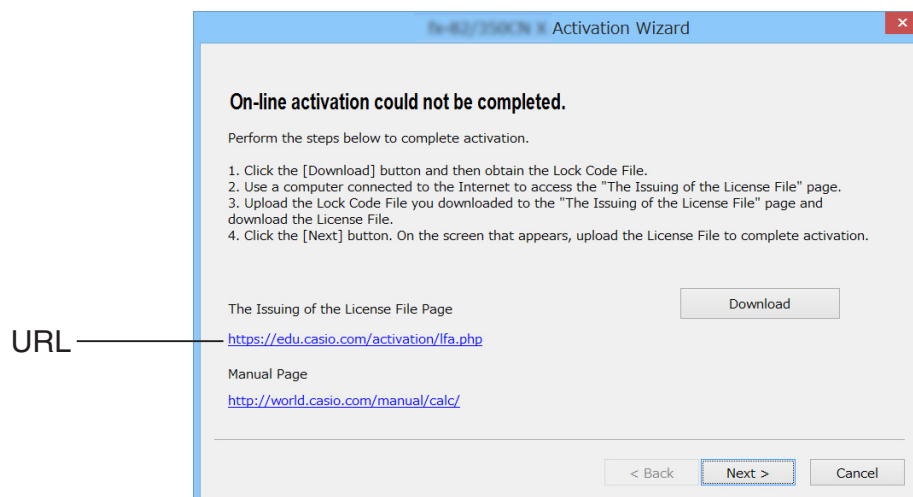 Activation Wizard
On-line activation could not be completed.
Perform the steps below to complete activation.
1. Click the [Download] button and then obtain the Lock Code File.
2. Use a computer connected to the Internet to access the "The Issuing of the License File" page.
3. Upload the Lock Code File you downloaded to the "The Issuing of the License File" page and
download the License File.
4. Click the [Next] button. On the screen that appears, upload the License File to complete activation.
The Issuing of the License File Page
Download
URL
https://edu.casio.com/activation/lfa.php
Manual Page
http://world.casio.com/manual/calc/
< Back
Next >
Cancel